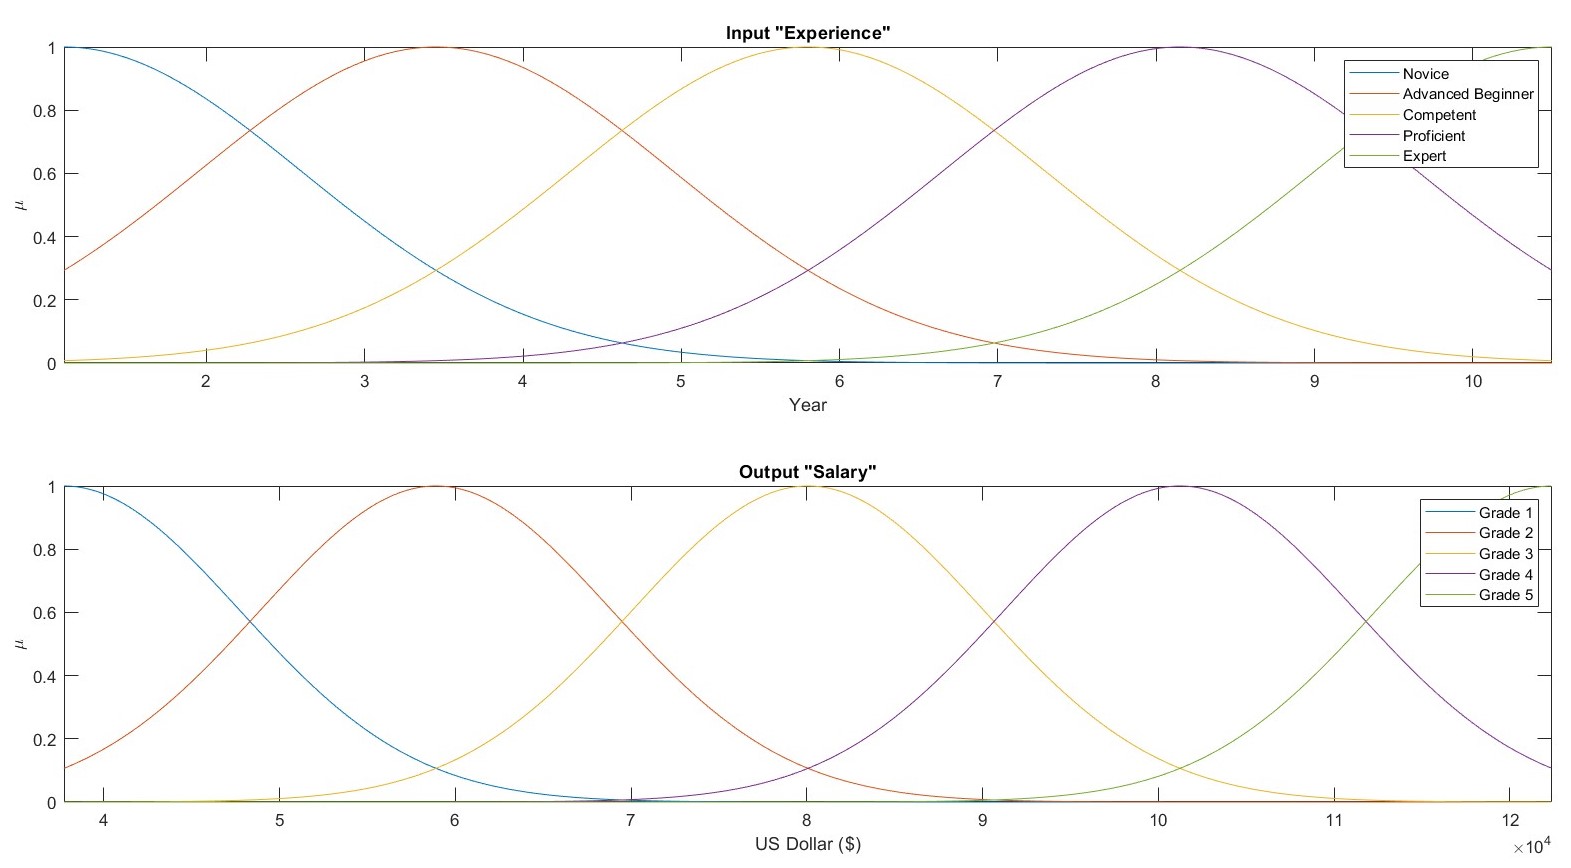 Input "Experience"
1
0.8
0.6
0.4
0.2
0
μ
2 3 4 5 6 7 8 9 10
Year
Novice
Advanced Beginner
Competent
Proficient
Expert
Output "Salary"
1
0.8
0.6
0.4
0.2
0
μ
4 5 6 7 8 9 10 11 12
US Dollar ($)
×10⁴
Grade 1
Grade 2
Grade 3
Grade 4
Grade 5